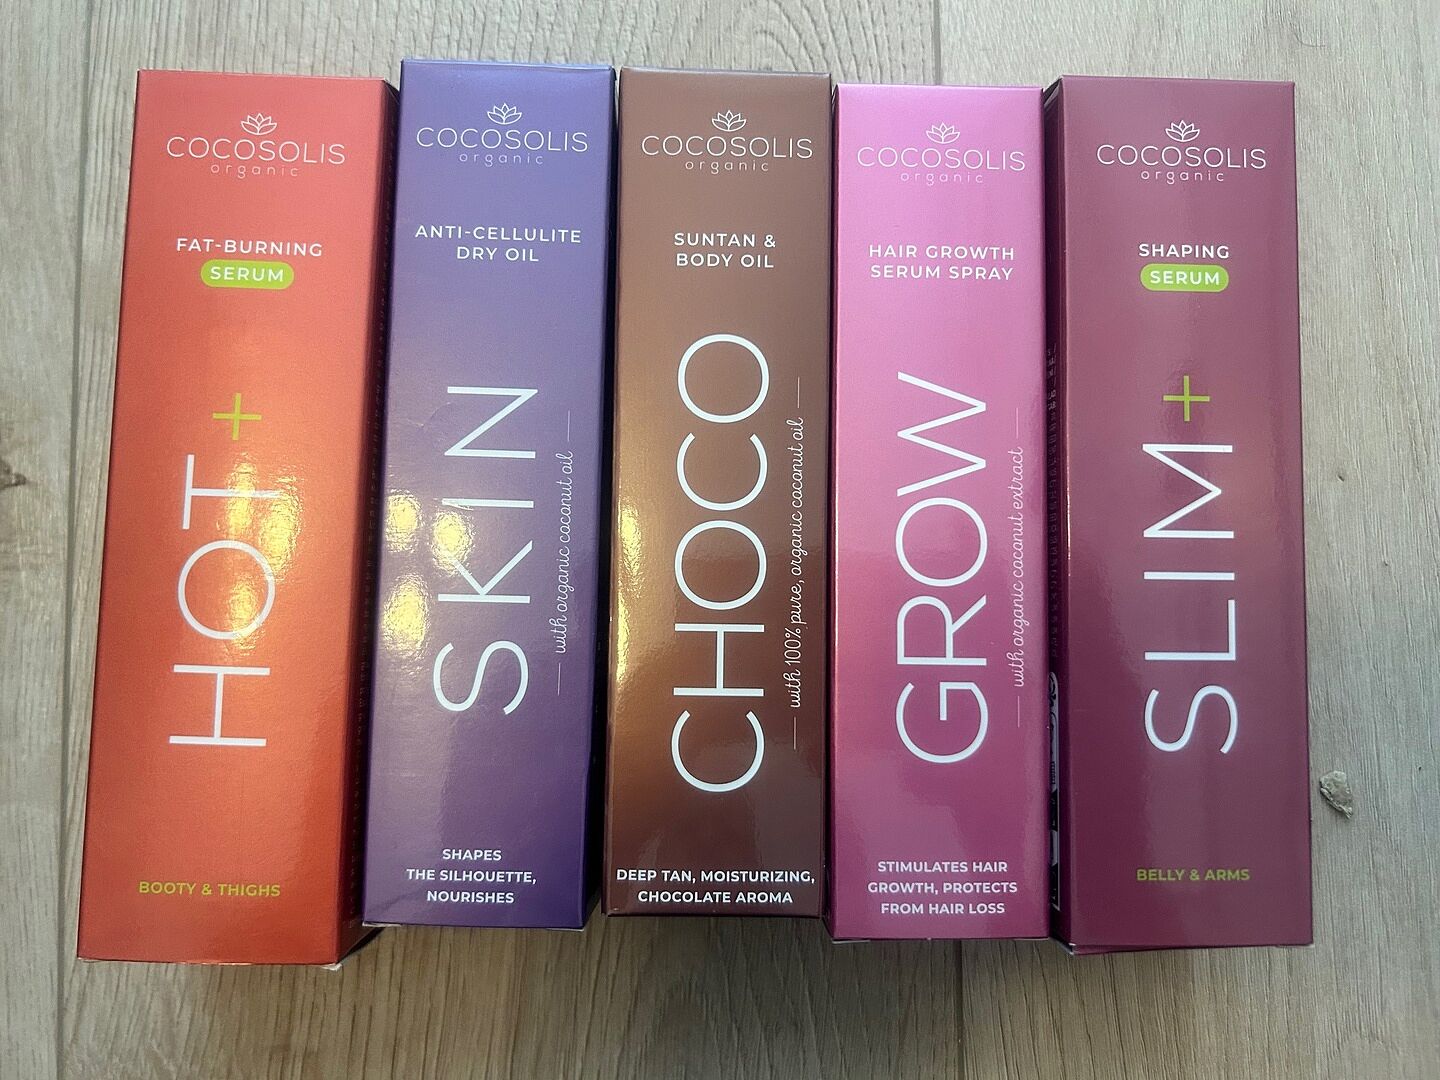 COCOSOLIS
organic
FAT-BURNING
SERUM
HOT+
BOOTY & THIGHS
COCOSOLIS
organic
ANTI-CELLULITE
DRY OIL
SKIN
with organic coconut oil
SHAPES
THE SILHOUETTE,
NOURISHES
COCOSOLIS
organic
SUNTAN &
BODY OIL
CHOCO
with 100% pure, organic coconut oil
DEEP TAN, MOISTURIZING,
CHOCOLATE AROMA
COCOSOLIS
organic
HAIR GROWTH
SERUM SPRAY
GROW
with organic coconut extract
STIMULATES HAIR
GROWTH, PROTECTS
FROM HAIR LOSS
COCOSOLIS
organic
SHAPING
SERUM
SLIM+
BELLY & ARMS